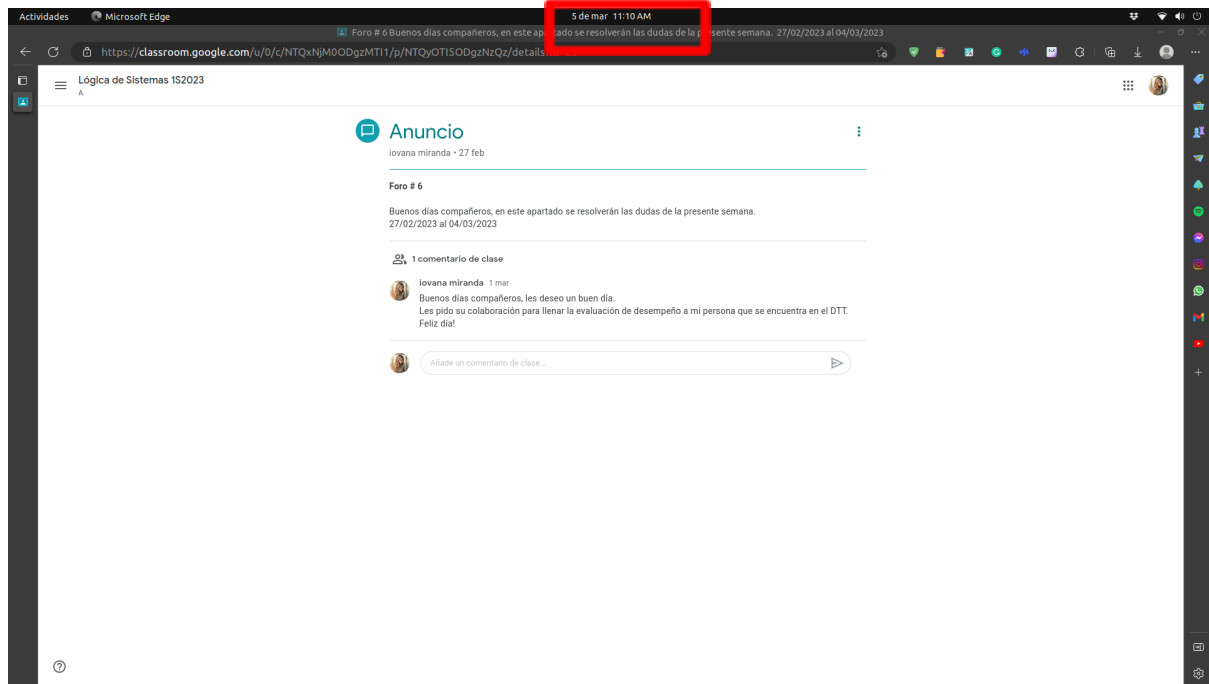 Actividades Microsoft Edge 5 de mar 11:10 AM
Foro # 6 Buenos días compañeros, en este apartado se resolverán las dudas de la presente semana. 27/02/2023 al 04/03/2023
https://classroom.google.com/u/0/c/NTQxNjM0ODgzMTI1/p/NTQyOTI5ODgzNzQz/details
Lógica de Sistemas 1S2023
A
Anuncio
iovana miranda • 27 feb
Foro # 6
Buenos días compañeros, en este apartado se resolverán las dudas de la presente semana.
27/02/2023 al 04/03/2023
1 comentario de clase
iovana miranda 1 mar
Buenos días compañeros, les deseo un buen día.
Les pido su colaboración para llenar la evaluación de desempeño a mi persona que se encuentra en el DTT.
Feliz día!
Añade un comentario de clase...